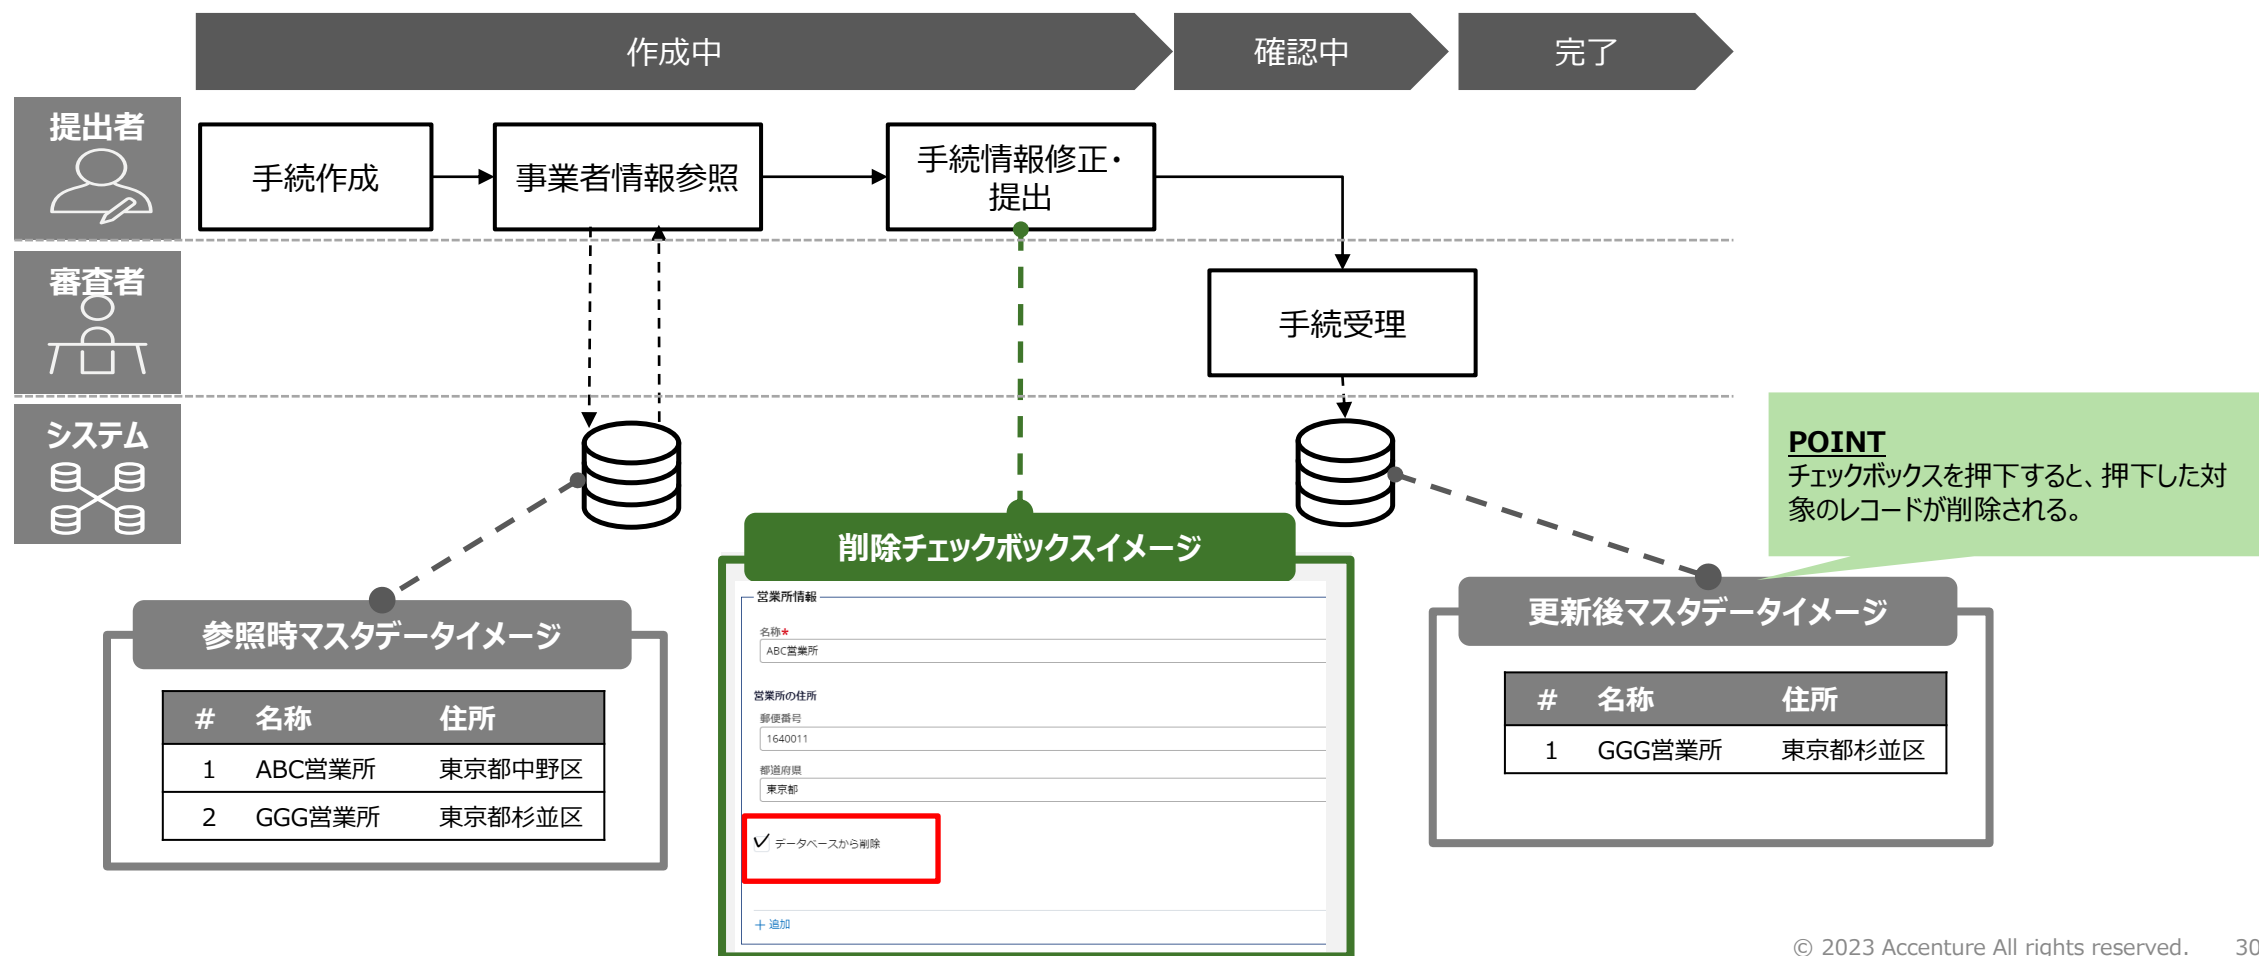 作成中
確認中
完了
提出者
手続作成
事業者情報参照
手続情報修正・
提出
審査者
手続受理
システム
POINT
チェックボックスを押下すると、押下した対
象のレコードが削除される。
参照時マスタデータイメージ
# 名称 住所
1 ABC営業所 東京都中野区
2 GGG営業所 東京都杉並区
削除チェックボックスイメージ
営業所情報
名称*
ABC営業所
営業所の住所
郵便番号
1640011
都道府県
東京都
データベースから削除
+ 追加
更新後マスタデータイメージ
# 名称 住所
1 GGG営業所 東京都杉並区
© 2023 Accenture All rights reserved. 30